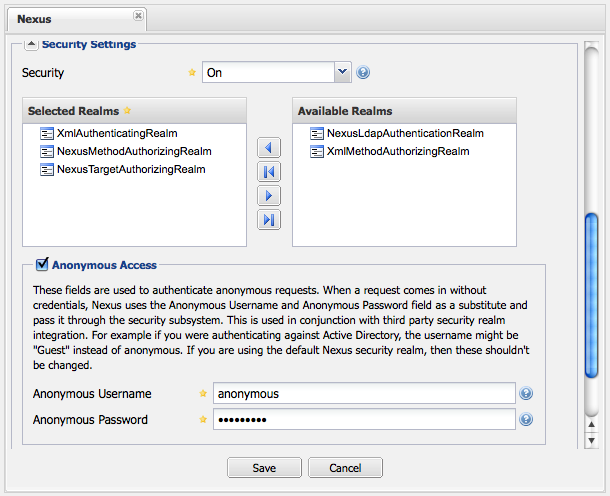 Nexus
Security Settings
Security On
Selected Realms
XmlAuthenticatingRealm
NexusMethodAuthorizingRealm
NexusTargetAuthorizingRealm
Available Realms
NexusLdapAuthenticationRealm
XmlMethodAuthorizingRealm
Anonymous Access
These fields are used to authenticate anonymous requests. When a request comes in without
credentials, Nexus uses the Anonymous Username and Anonymous Password field as a substitute and
pass it through the security subsystem. This is used in conjunction with third party security realm
integration. For example if you were authenticating against Active Directory, the username might be
"Guest" instead of anonymous. If you are using the default Nexus security realm, then these shouldn't
be changed.
Anonymous Username anonymous
Anonymous Password •••••••••
Save Cancel